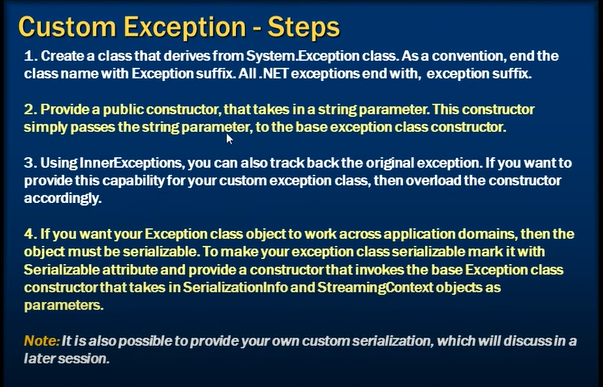 Custom Exception - Steps
1. Create a class that derives from System.Exception class. As a convention, end the
class name with Exception suffix. All .NET exceptions end with, exception suffix.
2. Provide a public constructor, that takes in a string parameter. This constructor
simply passes the string parameter, to the base exception class constructor.
3. Using InnerExceptions, you can also track back the original exception. If you want to
provide this capability for your custom exception class, then overload the constructor
accordingly.
4. If you want your Exception class object to work across application domains, then the
object must be serializable. To make your exception class serializable mark it with
Serializable attribute and provide a constructor that invokes the base Exception class
constructor that takes in SerializationInfo and StreamingContext objects as
parameters.
Note: It is also possible to provide your own custom serialization, which will discuss in a
later session.